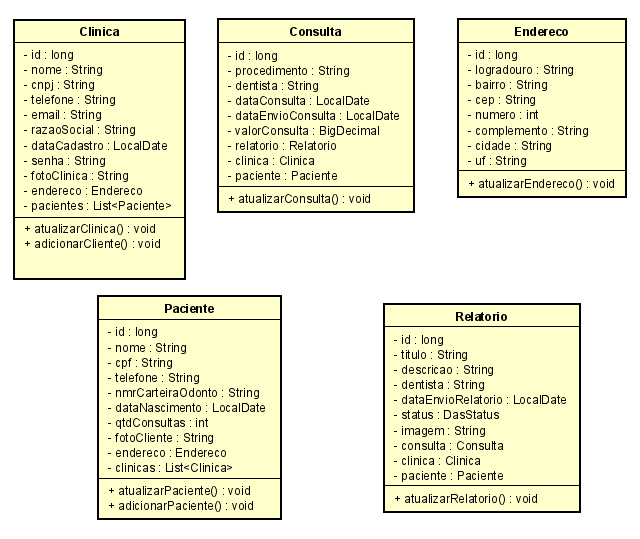 Clinica
- id : long
- nome : String
- cnpj : String
- telefone : String
- email : String
- razaoSocial : String
- dataCadastro : LocalDate
- senha : String
- fotoClinica : String
- endereco : Endereco
- pacientes : List<Paciente>
+ atualizarClinica() : void
+ adicionarCliente() : void
Consulta
- id : long
- procedimento : String
- dentista : String
- dataConsulta : LocalDate
- dataEnvioConsulta : LocalDate
- valorConsulta : BigDecimal
- relatorio : Relatorio
- clinica : Clinica
- paciente : Paciente
+ atualizarConsulta() : void
Endereco
- id : long
- logradouro : String
- bairro : String
- cep : String
- numero : int
- complemento : String
- cidade : String
- uf : String
+ atualizarEndereco() : void
Paciente
- id : long
- nome : String
- cpf : String
- telefone : String
- nmrCarteiraOdonto : String
- dataNascimento : LocalDate
- qtdConsultas : int
- fotoCliente : String
- endereco : Endereco
- clinicas : List<Clinica>
+ atualizarPaciente() : void
+ adicionarPaciente() : void
Relatorio
- id : long
- titulo : String
- descricao : String
- dentista : String
- dataEnvioRelatorio : LocalDate
- status : DasStatus
- imagem : String
- consulta : Consulta
- clinica : Clinica
- paciente : Paciente
+ atualizarRelatorio() : void